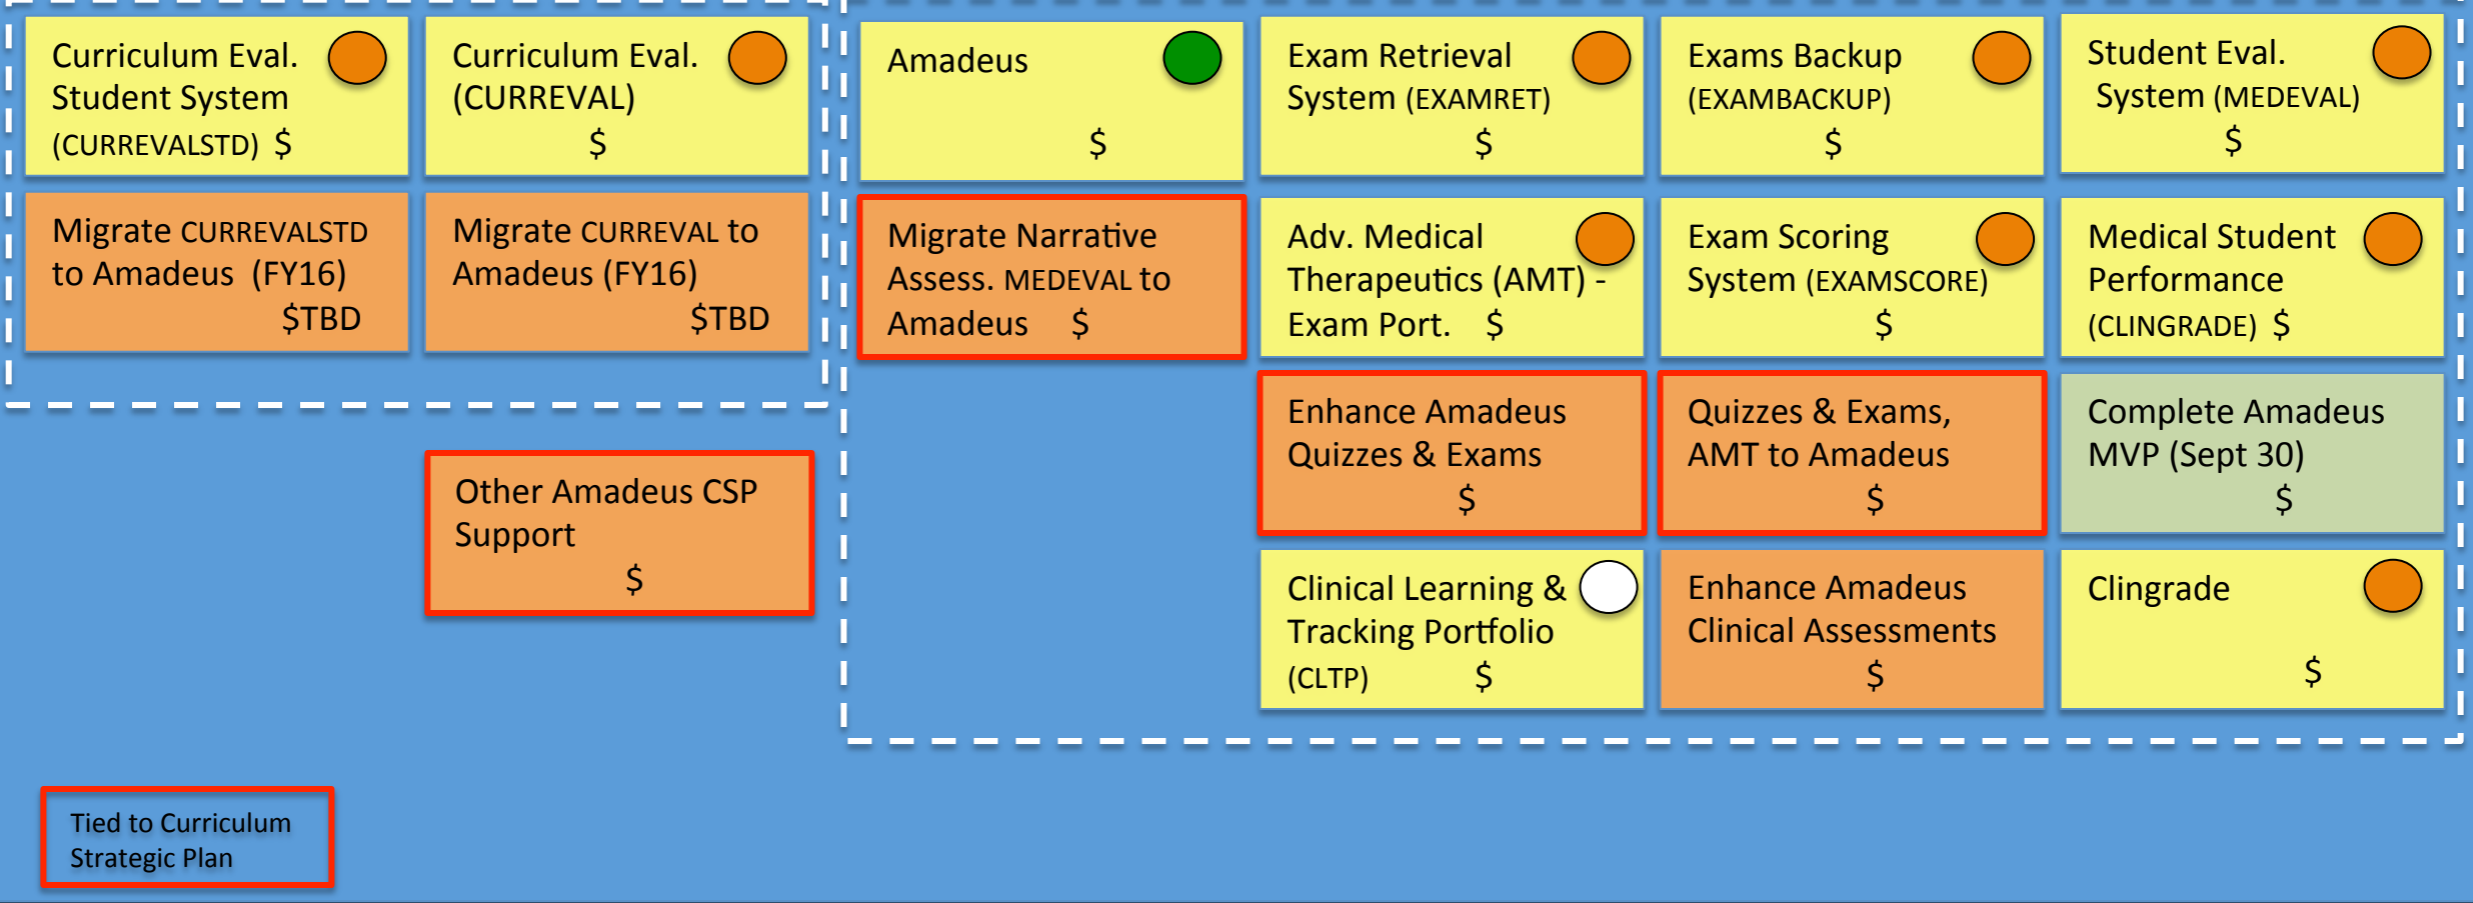 Curriculum Eval.
Student System
(CURREVALSTD) $
Curriculum Eval.
(CURREVAL)
$
Amadeus
$
Exam Retrieval
System (EXAMRET)
$
Exams Backup
(EXAMBACKUP)
$
Student Eval.
System (MEDEVAL)
$
Migrate CURREVALSTD
to Amadeus (FY16)
$TBD
Migrate CURREVAL to
Amadeus (FY16)
$TBD
Migrate Narrative
Assess. MEDEVAL to
Amadeus $
Adv. Medical
Therapeutics (AMT) -
Exam Port. $
Exam Scoring
System (EXAMSCORE)
$
Medical Student
Performance
(CLINGRADE) $
Enhance Amadeus
Quizzes & Exams
$
Quizzes & Exams,
AMT to Amadeus
$
Complete Amadeus
MVP (Sept 30)
$
Other Amadeus CSP
Support
$
Clinical Learning &
Tracking Portfolio
(CLTP) $
Enhance Amadeus
Clinical Assessments
$
Clingrade
$
Tied to Curriculum
Strategic Plan